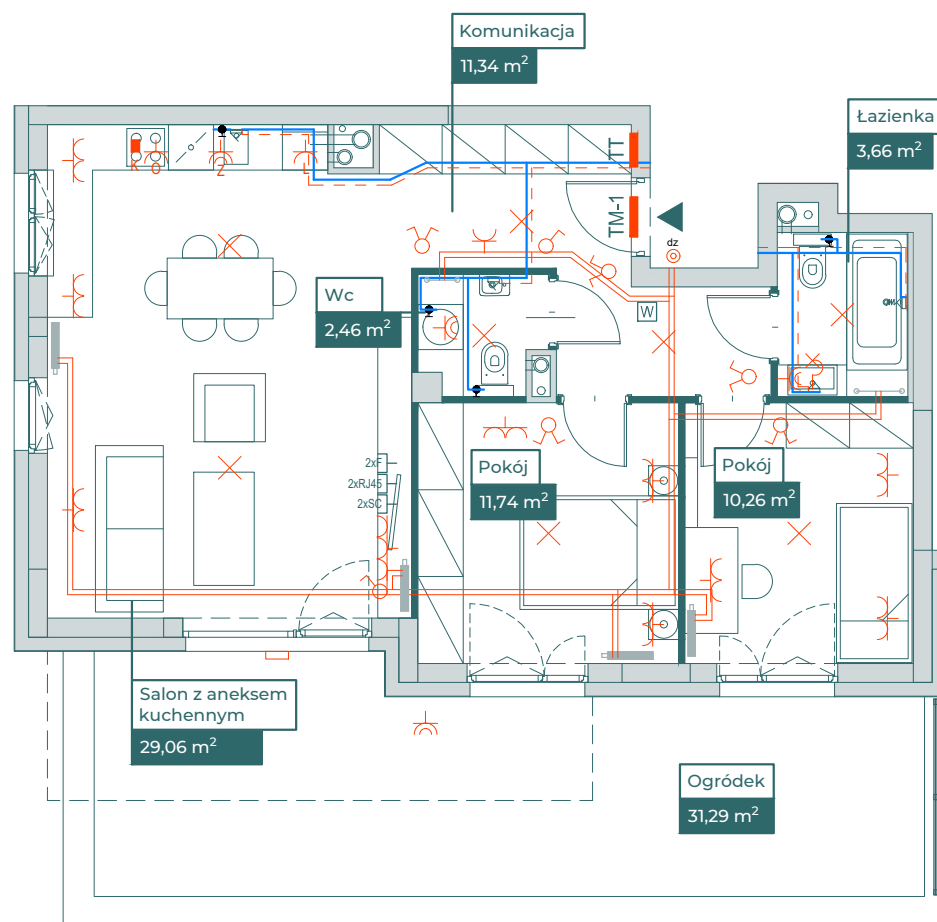 Komunikacja
11,34 m²
Łazienka
3,66 m²
TT
TM-1
dz
K
Z
L
Wc
2,46 m²
W
2xF
2xRJ45
2xSC
Pokój
11,74 m²
Pokój
10,26 m²
Salon z aneksem
kuchennym
29,06 m²
Ogródek
31,29 m²